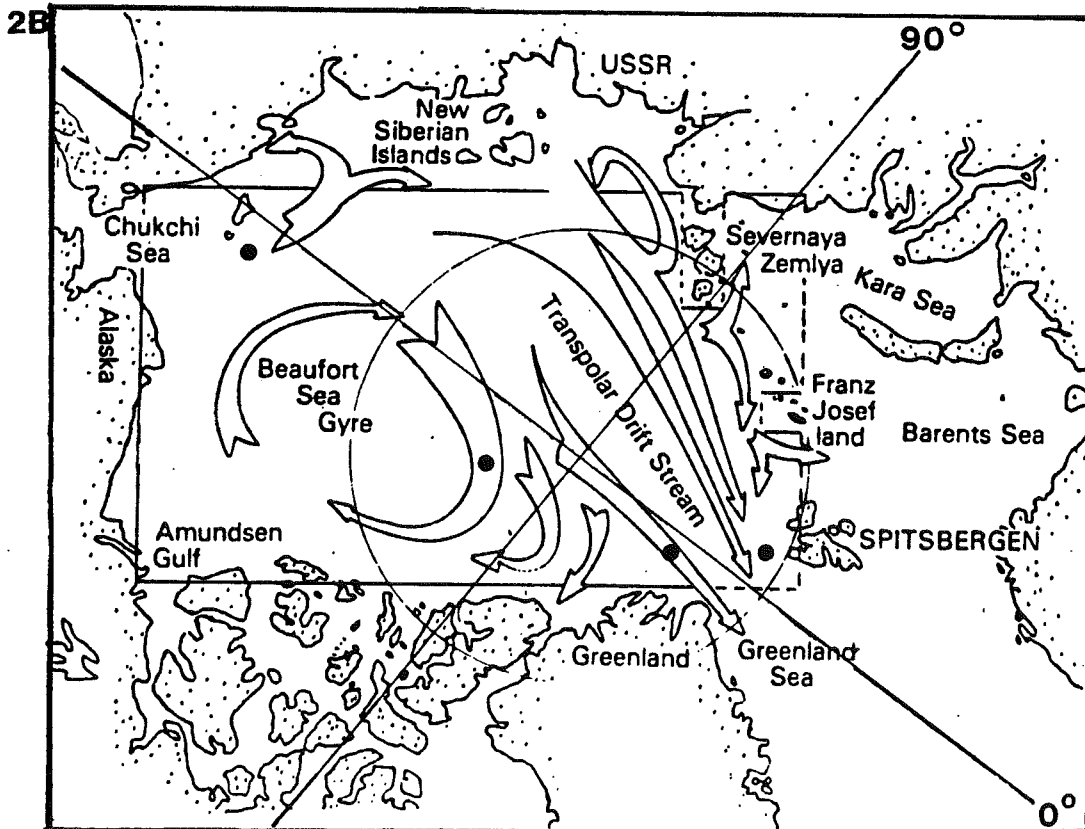 2B
90°
USSR
New
Siberian
Islands
Chukchi
Sea
Severnaya
Zemlya
Kara Sea
Alaska
Transpolar Drift Stream
Beaufort
Sea
Gyre
Franz
Josef
land
Barents Sea
Amundsen
Gulf
SPITSBERGEN
Greenland
Greenland
Sea
0°